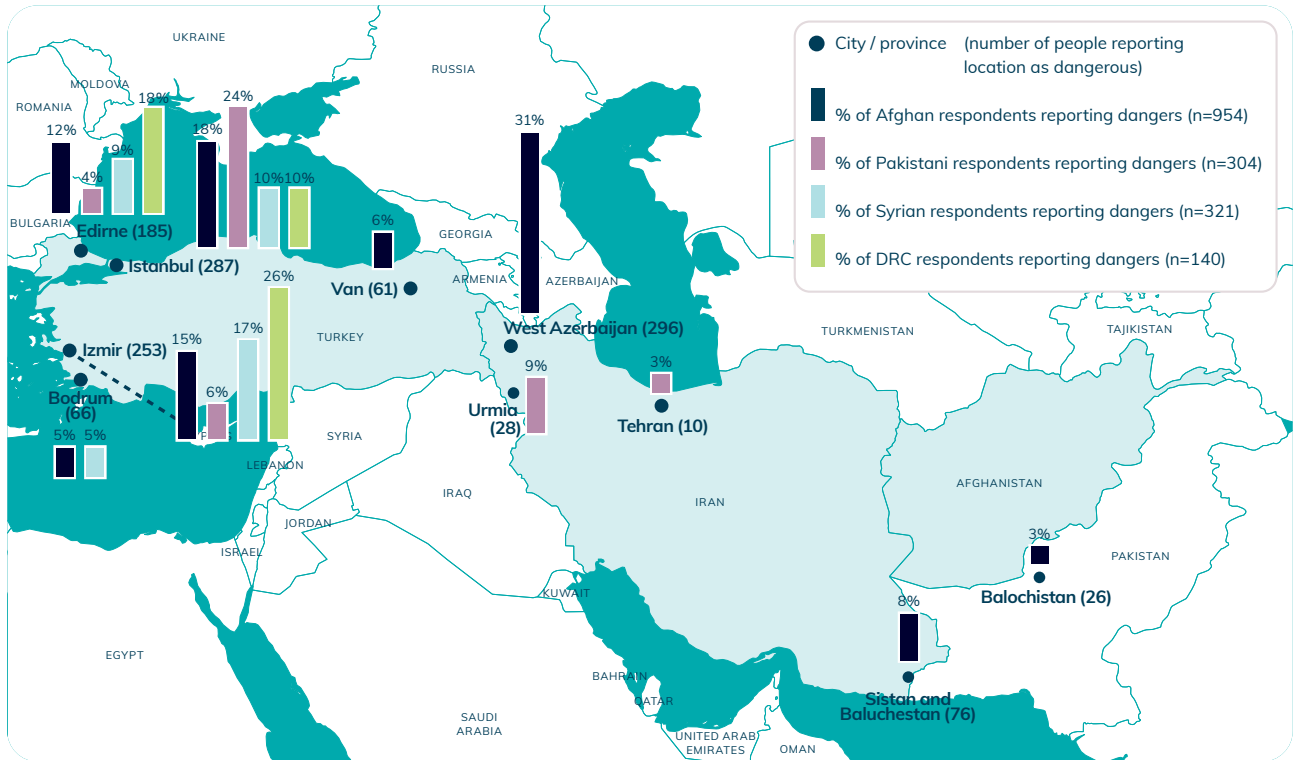 UKRAINE
City / province (number of people reporting
location as dangerous)
RUSSIA
MOLDOVA
18%
24%
ROMANIA
% of Afghan respondents reporting dangers (n=954)
31%
12%
18%
9%
% of Pakistani respondents reporting dangers (n=304)
4%
10%
10%
% of Syrian respondents reporting dangers (n=321)
BULGARIA
6%
Edirne (185)
GEORGIA
% of DRC respondents reporting dangers (n=140)
Istanbul (287)
26%
ARMENIA
AZERBAIJAN
Van (61)
17%
TURKEY
West Azerbaijan (296)
TURKMENISTAN
TAJIKISTAN
15%
Izmir (253)
9%
3%
6%
Bodrum
(66)
Urmia
(28)
Tehran (10)
5%
5%
SYRIA
LEBANON
IRAQ
IRAN
AFGHANISTAN
JORDAN
3%
ISRAEL
PAKISTAN
KUWAIT
8%
Balochistan (26)
EGYPT
BAHRAIN
QATAR
Sistan and
Baluchestan (76)
SAUDI
ARABIA
UNITED ARAB
EMIRATES
OMAN